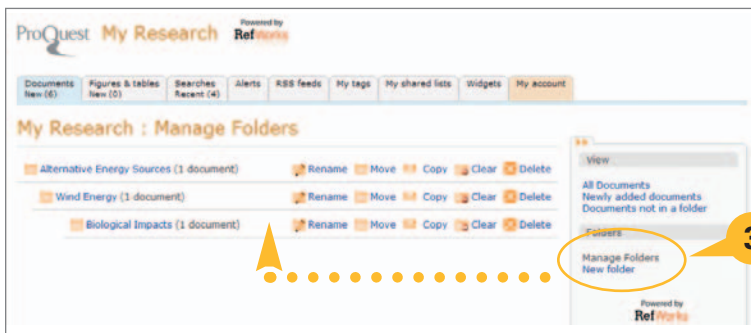 ProQuest My Research Powered by RefWorks
Documents New (6) Figures & tables New (0) Searches Recent (4) Alerts RSS feeds My tags My shared lists Widgets My account
My Research : Manage Folders
Alternative Energy Sources (1 document) Rename Move Copy Clear Delete
Wind Energy (1 document) Rename Move Copy Clear Delete
Biological Impacts (1 document) Rename Move Copy Clear Delete
View
All Documents
Newly added documents
Documents not in a folder
Folders
Manage Folders
New folder
3
Powered by
RefWorks